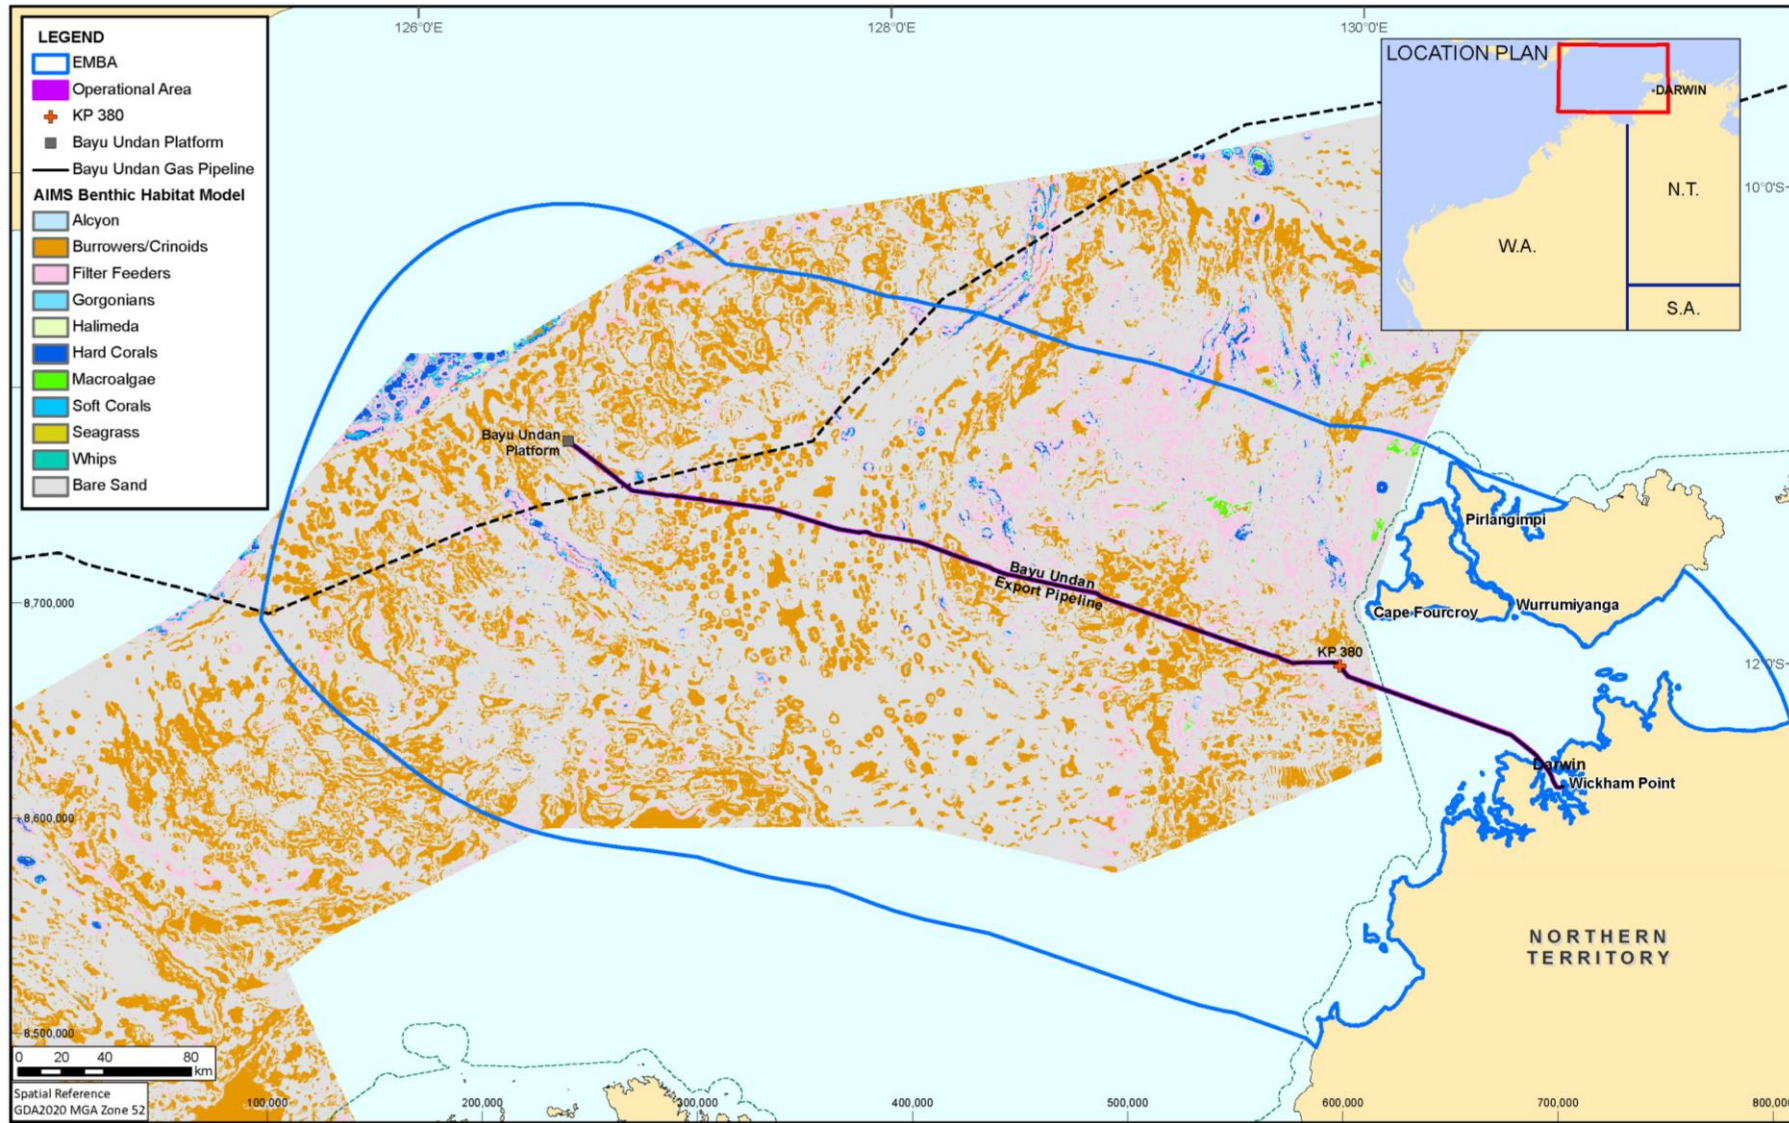 LEGEND
EMBA
Operational Area
KP 380
Bayu Undan Platform
Bayu Undan Gas Pipeline
AIMS Benthic Habitat Model
Alcyon
Burrowers/Crinoids
Filter Feeders
Gorgonians
Halimeda
Hard Corals
Macroalgae
Soft Corals
Seagrass
Whips
Bare Sand
126°0'E
128°0'E
130°0'E
LOCATION PLAN
DARWIN
N.T.
W.A.
S.A.
10°0'S
Bayu Undan
Platform
Bayu Undan
Export Pipeline
KP 380
Pirlangimpi
Cape Fourcroy
Wurrumiyanga
12°0'S
Darwin
Wickham Point
NORTHERN
TERRITORY
8,700,000
8,600,000
8,500,000
0 20 40 80
km
Spatial Reference
GDA2020 MGA Zone 52
100,000
200,000
300,000
400,000
500,000
600,000
700,000
800,000